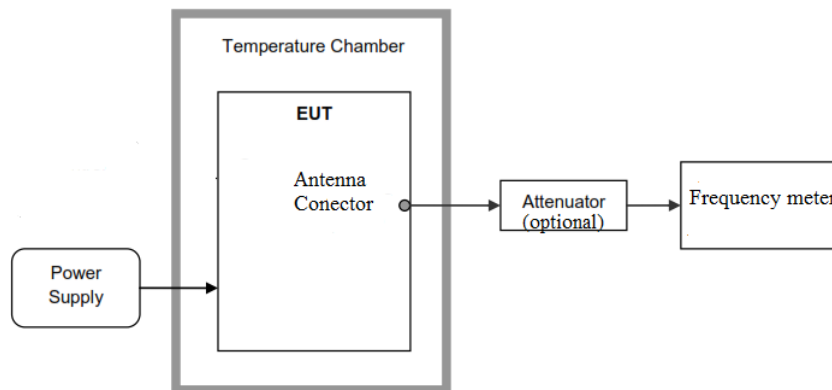 Temperature Chamber
EUT
Antenna
Conector
Attenuator
(optional)
Frequency meter
Power
Supply